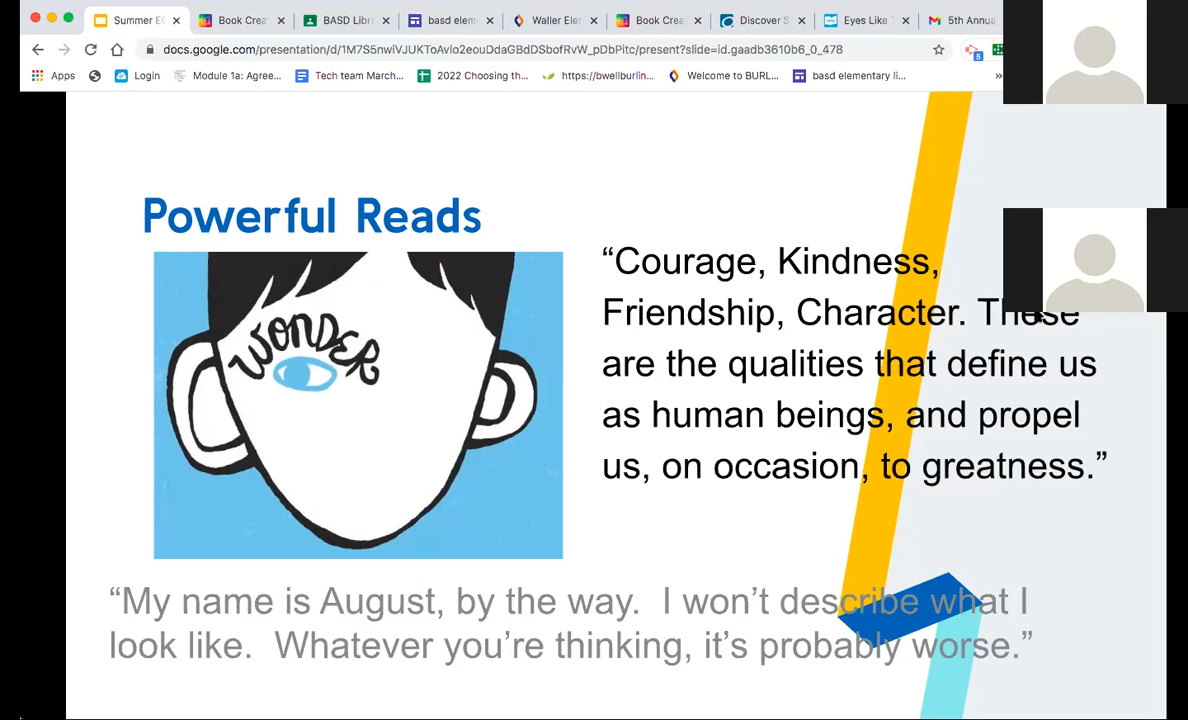 Summer EC
Book Crea
BASD Libr
basd elem
Waller Ele
Book Crea
Discover S
Eyes Like
5th Annua
docs.google.com/presentation/d/1M7S5nwiVJUKToAvlo2eouDdaGBdDSbofRvW_pDbPitc/present?slide=id.gaadb3610b6_0_478
5
Apps
Login
Module 1a: Agree...
Tech team March...
2022 Choosing th...
https://bwellburlin...
Welcome to BURL...
basd elementary li...
»
Powerful Reads
WONDER
“Courage, Kindness,
Friendship, Character. These
are the qualities that define us
as human beings, and propel
us, on occasion, to greatness.”
“My name is August, by the way. I won’t describe what I
look like. Whatever you’re thinking, it’s probably worse.”